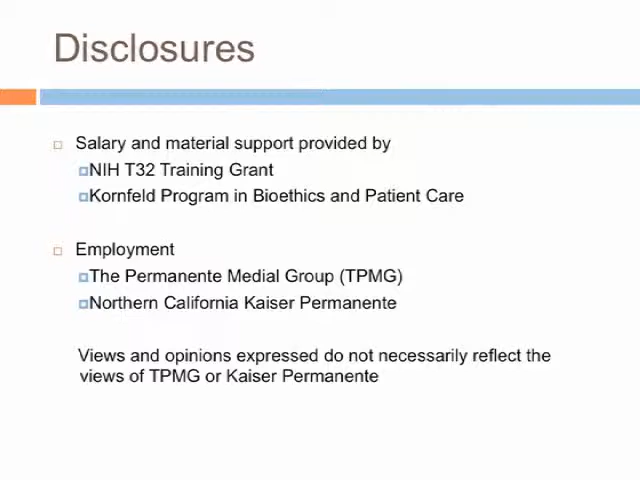 Disclosures
Salary and material support provided by
NIH T32 Training Grant
Kornfeld Program in Bioethics and Patient Care
Employment
The Permanente Medial Group (TPMG)
Northern California Kaiser Permanente
Views and opinions expressed do not necessarily reflect the
views of TPMG or Kaiser Permanente